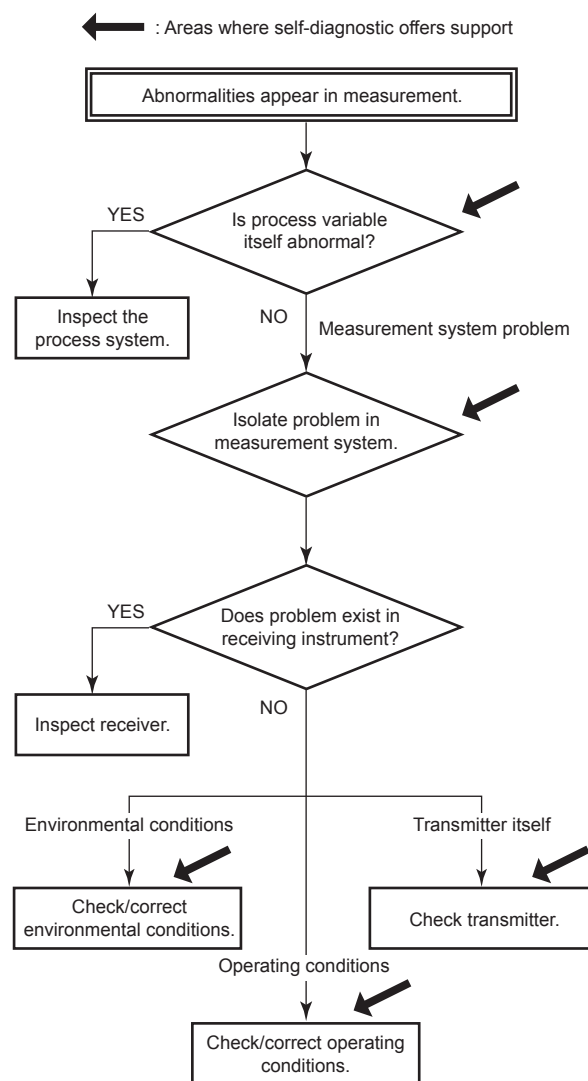 : Areas where self-diagnostic offers support
Abnormalities appear in measurement.
Is process variable
itself abnormal?
YES
Inspect the
process system.
NO
Measurement system problem
Isolate problem in
measurement system.
Does problem exist in
receiving instrument?
YES
Inspect receiver.
NO
Environmental conditions
Transmitter itself
Check/correct
environmental conditions.
Check transmitter.
Operating conditions
Check/correct operating
conditions.